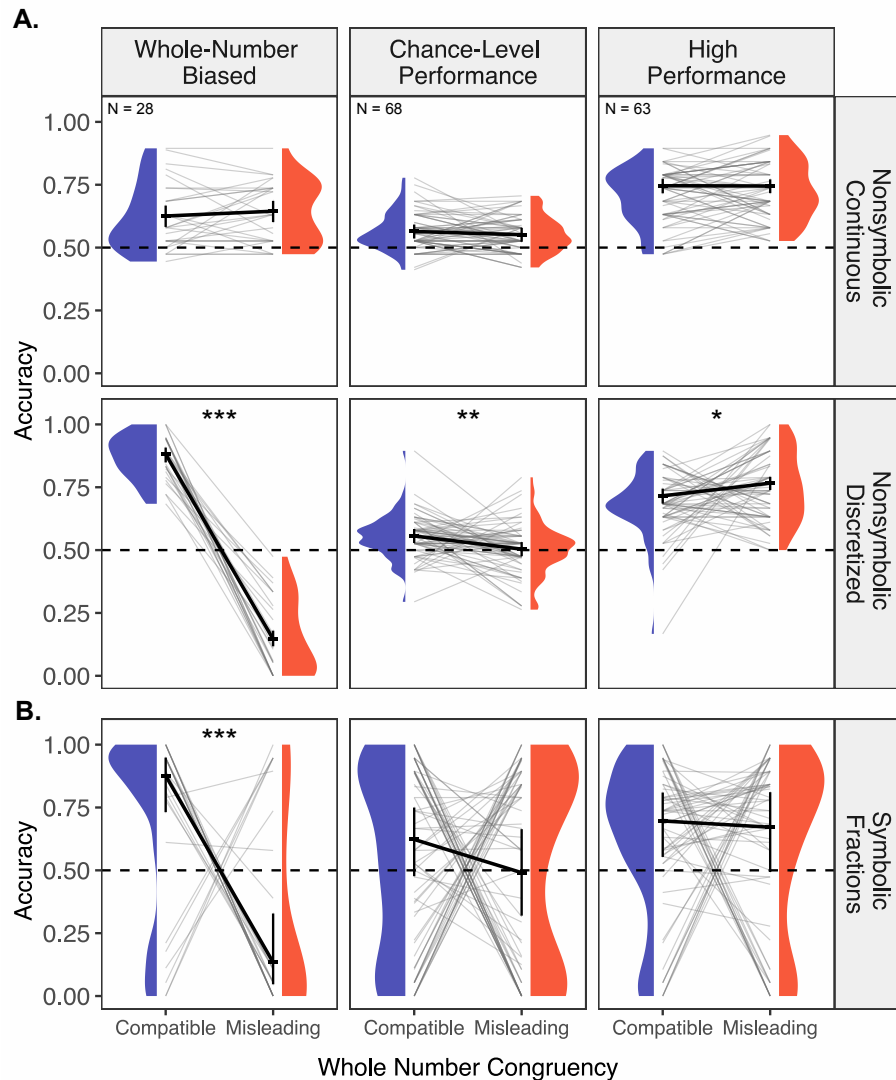 A.
Whole-Number
Biased
Chance-Level
Performance
High
Performance
N = 28
N = 68
N = 63
1.00
0.75
0.50
0.25
0.00
Nonsymbolic
Continuous
Accuracy
***
**
*
1.00
0.75
0.50
0.25
0.00
Nonsymbolic
Discretized
B.
***
1.00
0.75
0.50
0.25
0.00
Accuracy
Symbolic
Fractions
Compatible Misleading
Compatible Misleading
Compatible Misleading
Whole Number Congruency